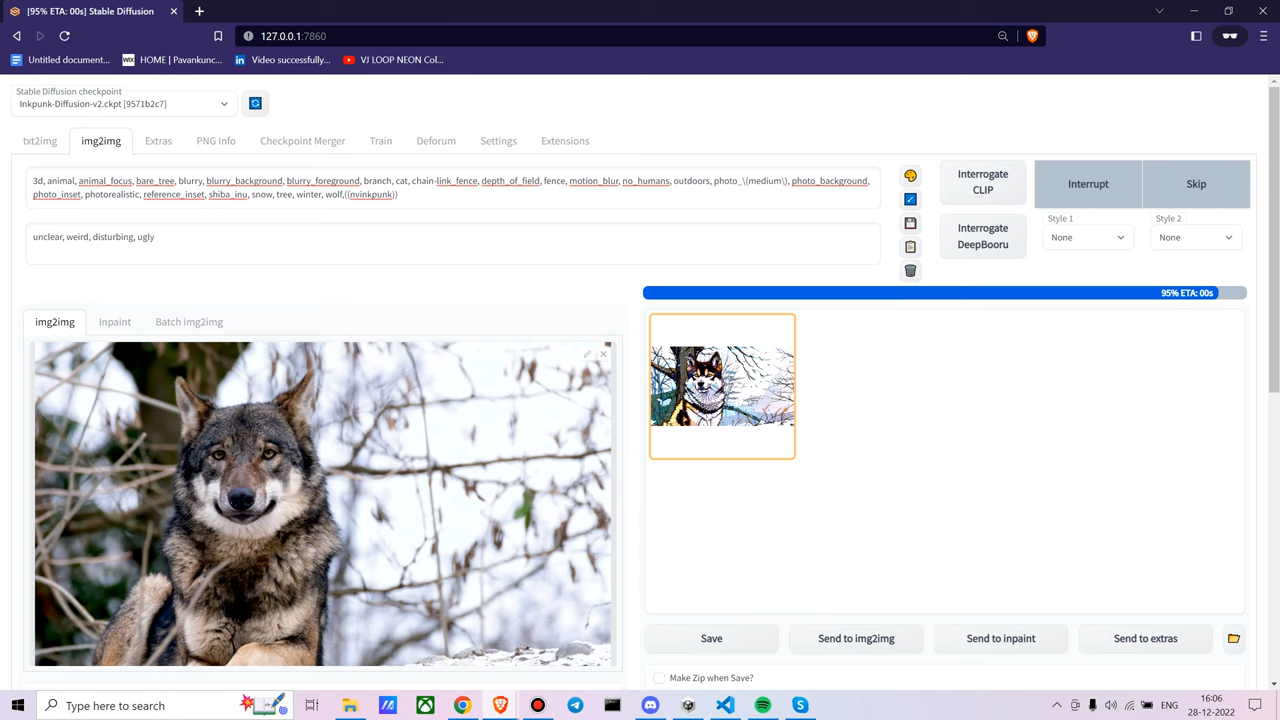 [95% ETA: 00s] Stable Diffusion
127.0.0.1:7860
Untitled document...
WIX HOME | Pavankunc...
in Video successfully...
VJ LOOP NEON Col...
Stable Diffusion checkpoint
Inkpunk-Diffusion-v2.ckpt [9571b2c7]
txt2img img2img Extras PNG Info Checkpoint Merger Train Deforum Settings Extensions
3d, animal, animal_focus, bare_tree, blurry, blurry_background, blurry_foreground, branch, cat, chain-link_fence, depth_of_field, fence, motion_blur, no_humans, outdoors, photo_\(medium\), photo_background,
photo_inset, photorealistic, reference_inset, shiba_inu, snow, tree, winter, wolf,((nvinkpunk))
unclear, weird, disturbing, ugly
Interrogate
CLIP
Interrogate
DeepBooru
Interrupt
Skip
Style 1
None
Style 2
None
95% ETA: 00s
img2img Inpaint Batch img2img
Save
Send to img2img
Send to inpaint
Send to extras
Make Zip when Save?
Type here to search
ENG
16:06
28-12-2022